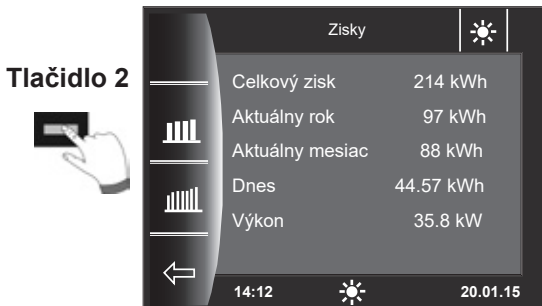 Zisky
Tlačidlo 2
Celkový zisk 214 kWh
Aktuálny rok 97 kWh
Aktuálny mesiac 88 kWh
Dnes 44.57 kWh
Výkon 35.8 kW
14:12 20.01.15